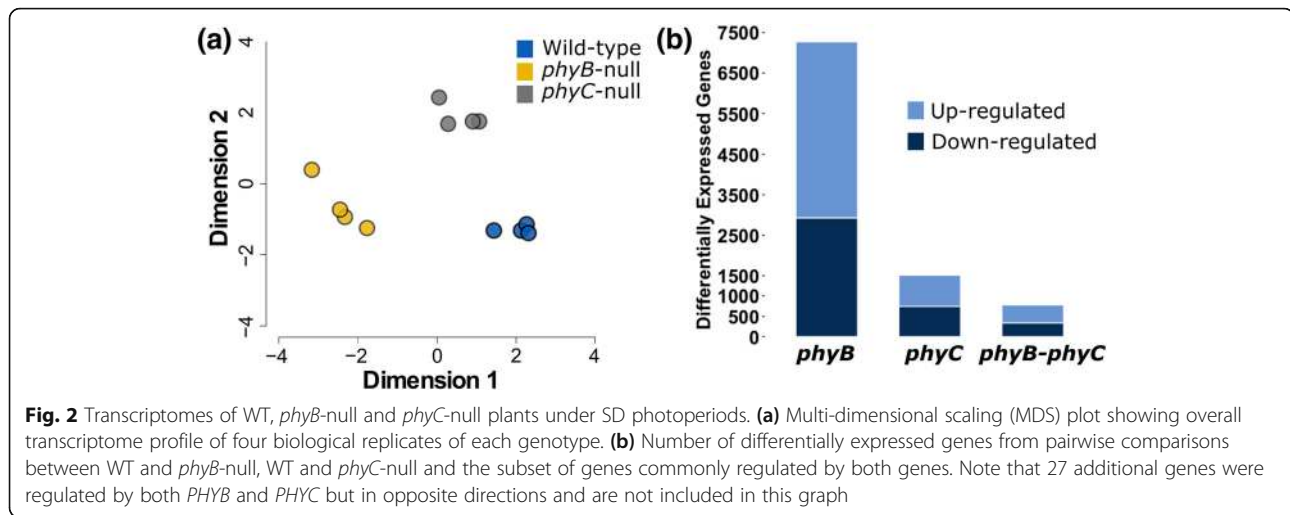 (a)
4
2
0
−2
−4
Dimension 2
−4 −2 0 2 4
Dimension 1
Wild-type
phyB-null
phyC-null
(b)
7500
6500
5500
4500
3500
2500
1500
1000
500
0
Differentially Expressed Genes
Up-regulated
Down-regulated
phyB phyC phyB-phyC
Fig. 2 Transcriptomes of WT, phyB-null and phyC-null plants under SD photoperiods. (a) Multi-dimensional scaling (MDS) plot showing overall
transcriptome profile of four biological replicates of each genotype. (b) Number of differentially expressed genes from pairwise comparisons
between WT and phyB-null, WT and phyC-null and the subset of genes commonly regulated by both genes. Note that 27 additional genes were
regulated by both PHYB and PHYC but in opposite directions and are not included in this graph